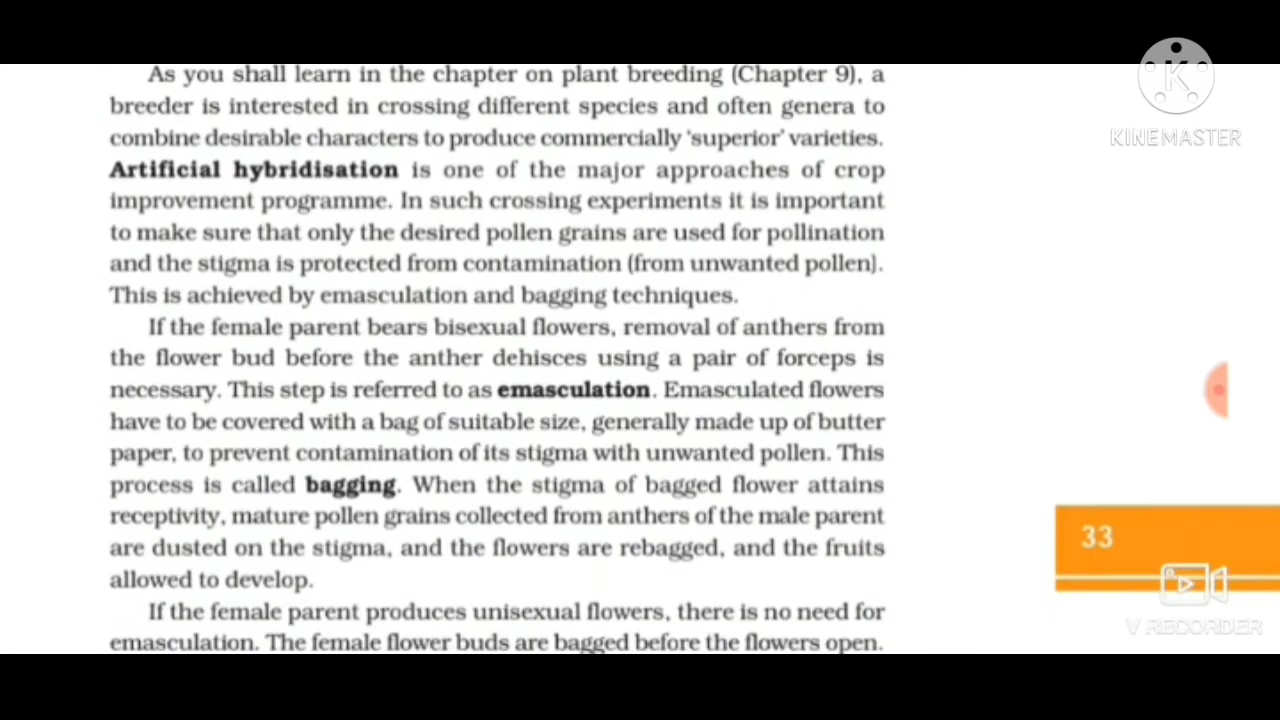 As you shall learn in the chapter on plant breeding (Chapter 9), a
breeder is interested in crossing different species and often genera to
combine desirable characters to produce commercially ‘superior’ varieties.
Artificial hybridisation is one of the major approaches of crop
improvement programme. In such crossing experiments it is important
to make sure that only the desired pollen grains are used for pollination
and the stigma is protected from contamination (from unwanted pollen).
This is achieved by emasculation and bagging techniques.
If the female parent bears bisexual flowers, removal of anthers from
the flower bud before the anther dehisces using a pair of forceps is
necessary. This step is referred to as emasculation. Emasculated flowers
have to be covered with a bag of suitable size, generally made up of butter
paper, to prevent contamination of its stigma with unwanted pollen. This
process is called bagging. When the stigma of bagged flower attains
receptivity, mature pollen grains collected from anthers of the male parent
are dusted on the stigma, and the flowers are rebagged, and the fruits
allowed to develop.
If the female parent produces unisexual flowers, there is no need for
emasculation. The female flower buds are bagged before the flowers open.
33
K
KINEMASTER
V RECORDER